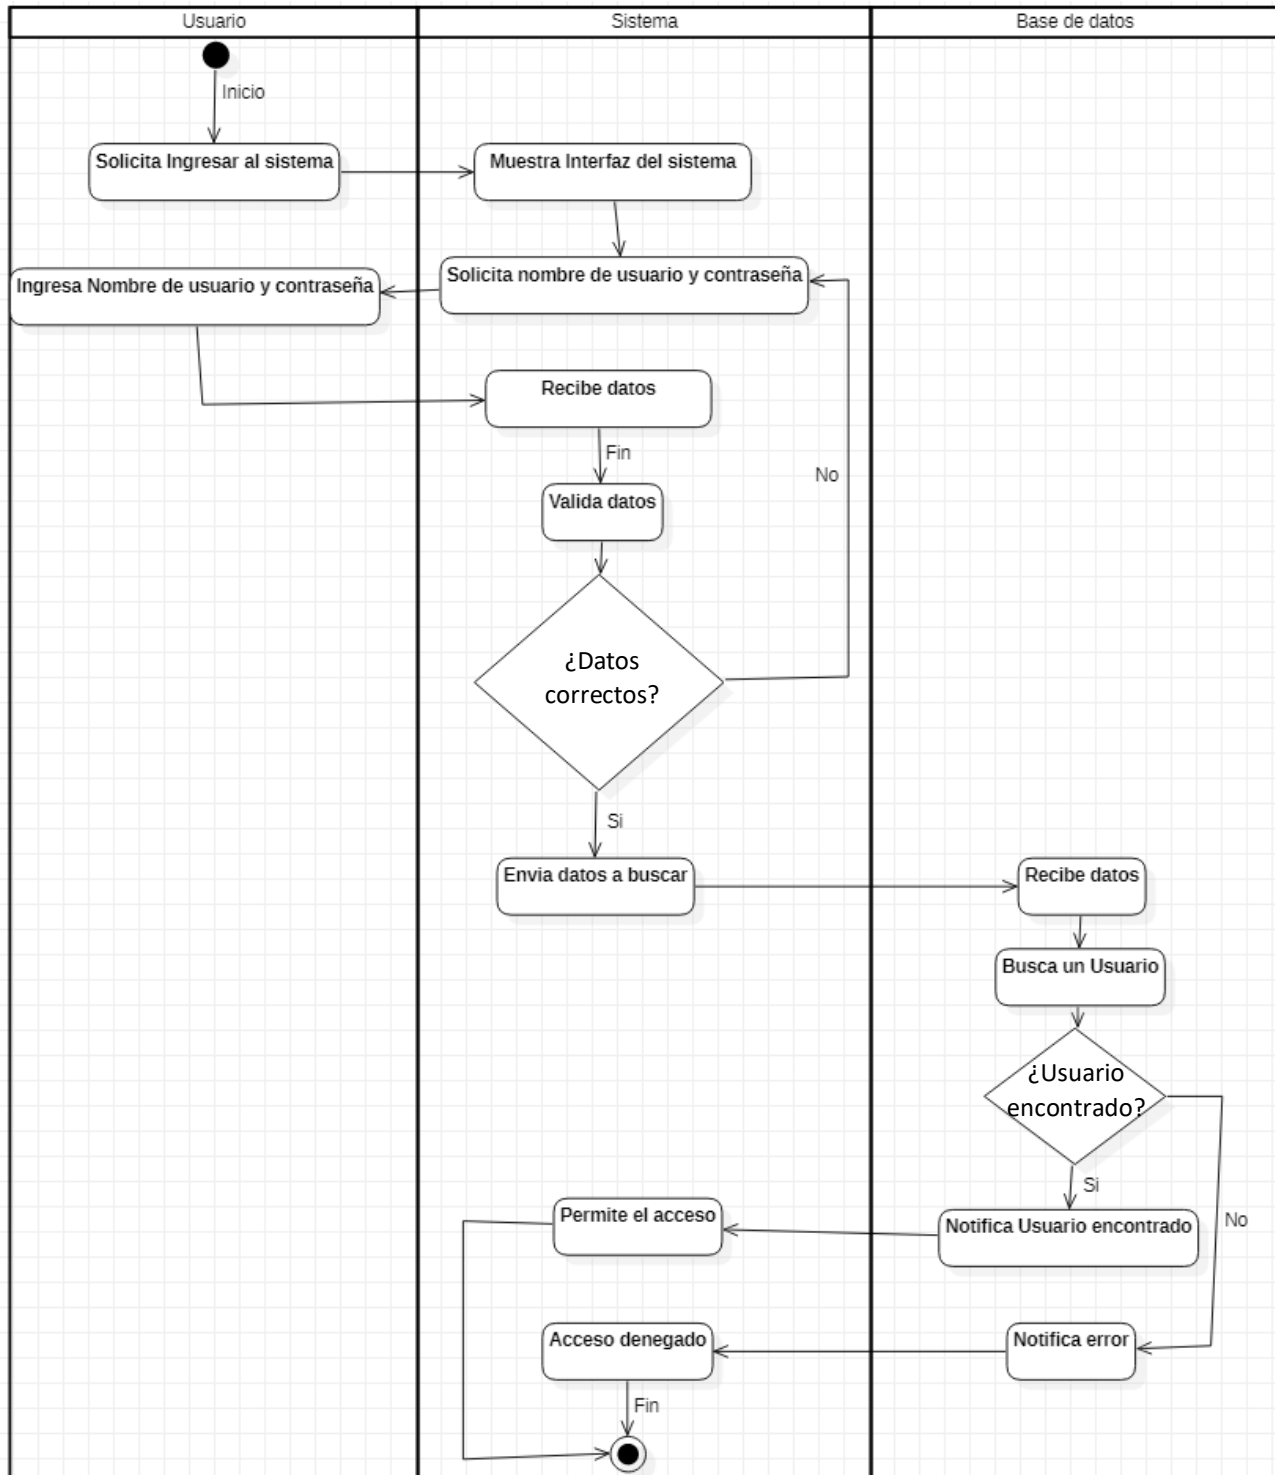 Usuario
Sistema
Base de datos
Inicio
Solicita Ingresar al sistema
Muestra Interfaz del sistema
Ingresa Nombre de usuario y contraseña
Solicita nombre de usuario y contraseña
Recibe datos
Fin
No
Valida datos
¿Datos
correctos?
Si
Envia datos a buscar
Recibe datos
Busca un Usuario
¿Usuario
encontrado?
Si
Permite el acceso
Notifica Usuario encontrado
No
Acceso denegado
Notifica error
Fin